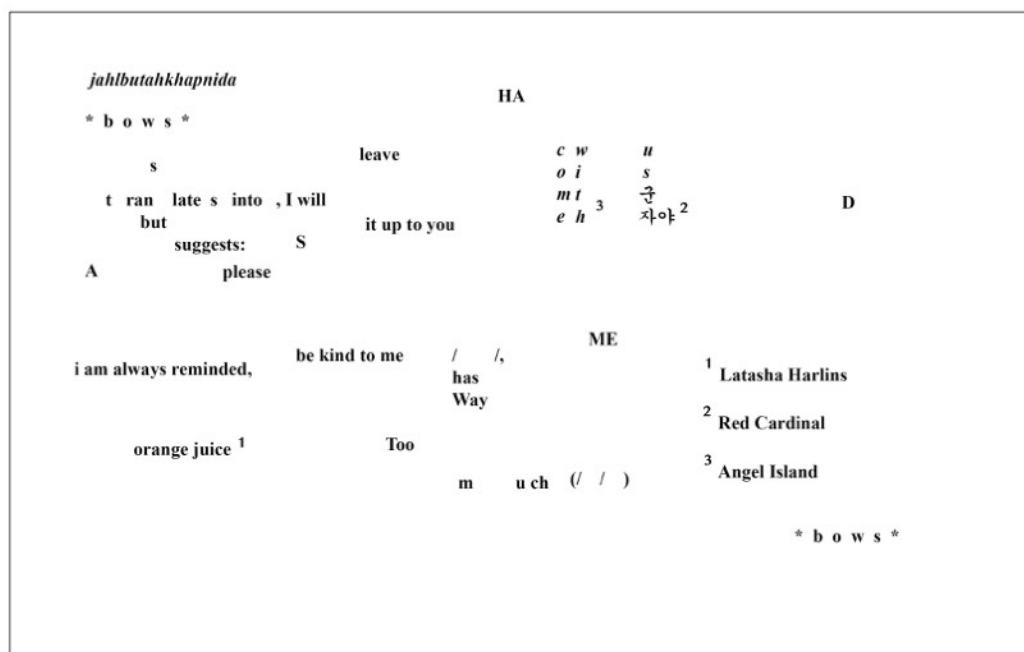 jahlbutahkhapnida
HA
* b o w s *
leave
s
t ran late s into , I will
but
it up to you
suggests: S
A please
c w
o i
m t
e h 3
u
s
군
자야 2
D
ME
be kind to me / /,
i am always reminded,
has
Way
1 Latasha Harlins
2 Red Cardinal
orange juice 1
Too
3 Angel Island
m u ch (/ / )
* b o w s *